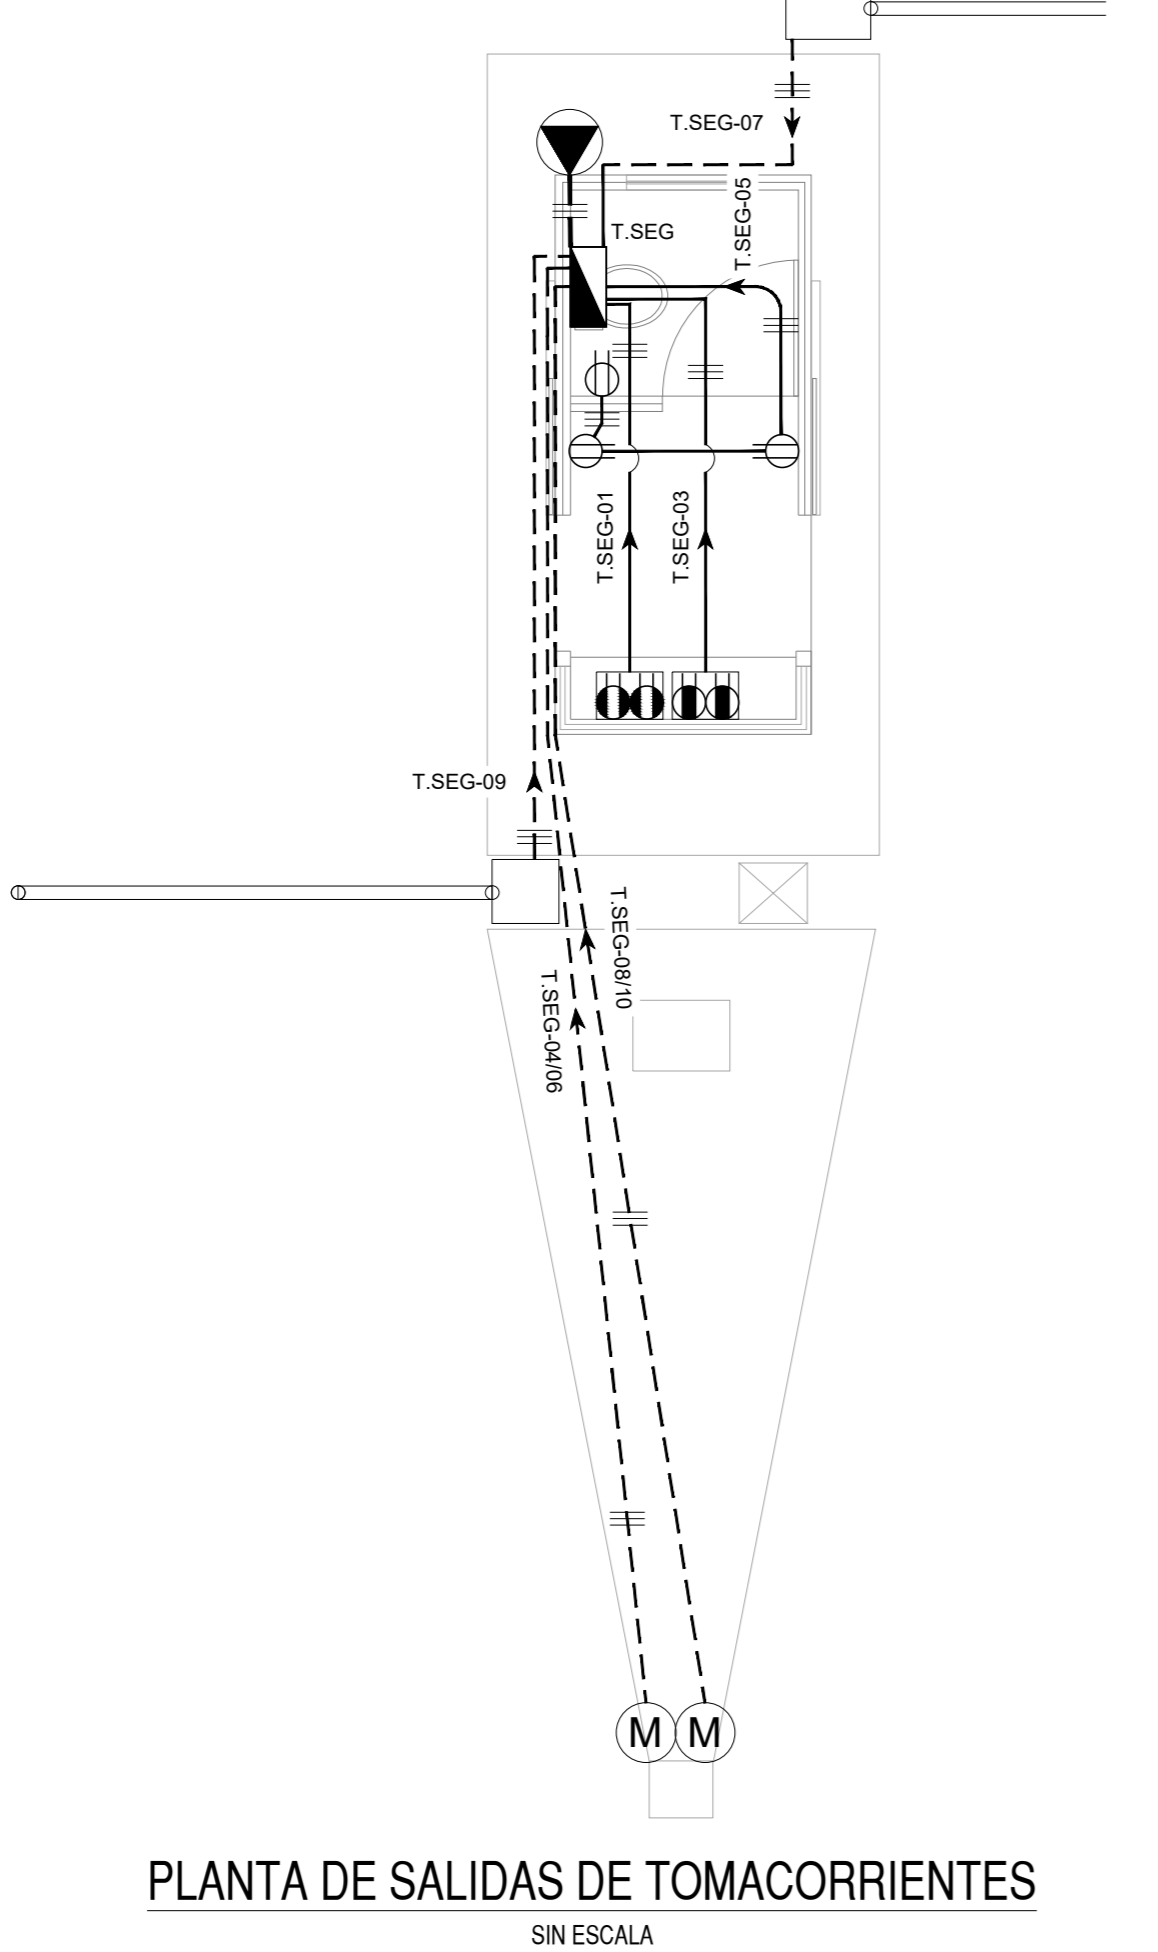 T.SEG-07
T.SEG-05
T.SEG
T.SEG-01
T.SEG-03
T.SEG-09
T.SEG-08/10
T.SEG-04/06
M M
PLANTA DE SALIDAS DE TOMACORRIENTES
SIN ESCALA